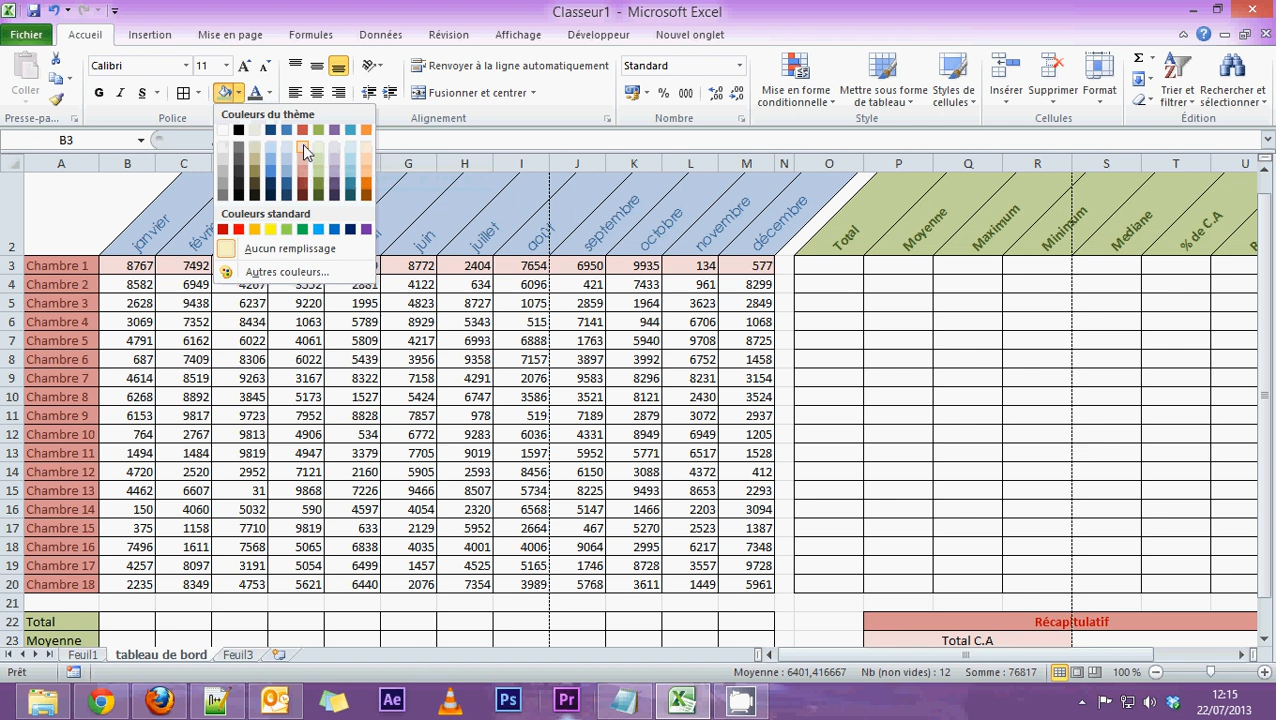 Classeur1 - Microsoft Excel
Fichier Accueil Insertion Mise en page Formules Données Révision Affichage Développeur Nouvel onglet
Coller
Calibri 11
G I S
Renvoyer à la ligne automatiquement
Fusionner et centrer
Standard
% 000
Mise en forme conditionnelle
Mettre sous forme de tableau
Styles de cellules
Insérer Supprimer Format
Trier et filtrer
Rechercher et sélectionner
Presse-pa... Police Alignement Nombre Style Cellules Édition
B3
Couleurs du thème
Couleurs standard
Aucun remplissage
Autres couleurs...
A B C G H I J K L M N O P Q R S T U
2 janvier juin juillet août septembre octobre novembre décembre Total Moyenne Maximum Minimum Mediane % de C.A
3 Chambre 1 8767 7492 8772 2404 7654 6950 9935 134 577
4 Chambre 2 8582 6949 4267 3552 2881 4122 634 6096 421 7433 961 8299
5 Chambre 3 2628 9438 6237 9220 1995 4823 8727 1075 2859 1964 3623 2849
6 Chambre 4 3069 7352 8434 1063 5789 8929 5343 515 7141 944 6706 1068
7 Chambre 5 4791 6162 6022 4061 5809 4217 6993 6888 1763 5940 9708 8725
8 Chambre 6 687 7409 8306 6022 5439 3956 9358 7157 3897 3992 6752 1458
9 Chambre 7 4614 8519 9263 3167 8322 7158 4291 2076 9583 8296 8231 3154
10 Chambre 8 6268 8892 3845 5173 1527 5424 6747 3586 3521 8121 2430 3524
11 Chambre 9 6153 9817 9723 7952 8828 7857 978 519 7189 2879 3072 2937
12 Chambre 10 764 2767 9813 4906 534 6772 9283 6036 4331 8949 6949 1205
13 Chambre 11 1494 1484 9819 4947 3379 7705 9019 1597 5952 5771 6517 1528
14 Chambre 12 4720 2520 2952 7121 2160 5905 2593 8456 6150 3088 4372 412
15 Chambre 13 4462 6607 31 9868 7226 9466 8507 5734 8225 9493 8653 2293
16 Chambre 14 150 4060 5032 590 4597 4054 2320 6568 5147 1466 2203 3094
17 Chambre 15 375 1158 7710 9819 633 2129 5952 2664 467 5270 2523 1387
18 Chambre 16 7496 1611 7568 5065 6838 4035 4001 4006 9064 2995 6217 7348
19 Chambre 17 4257 8097 3191 5054 6499 1457 4525 5165 1746 8728 3557 9728
20 Chambre 18 2235 8349 4753 5621 6440 2076 7354 3989 5768 3611 1449 5961
21
22 Total Récapitulatif
23 Moyenne Total C.A
Feuil1 tableau de bord Feuil3
Prêt Moyenne : 6401,416667 Nb (non vides) : 12 Somme : 76817 100 %
Ae Ps Pr
12:15
22/07/2013